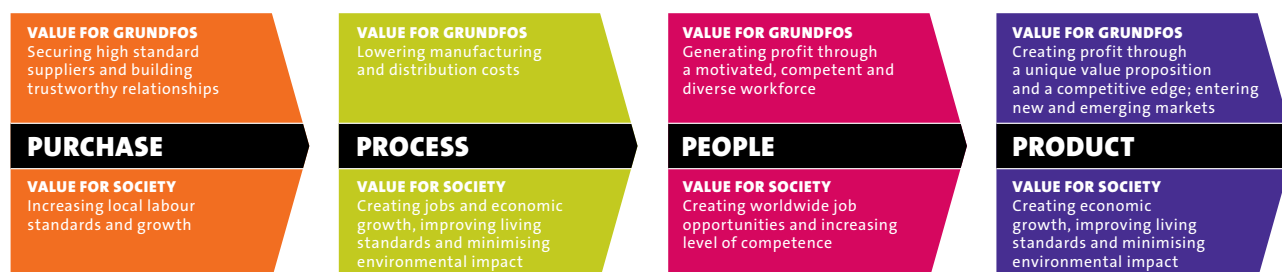 VALUE FOR GRUNDFOS
Securing high standard
suppliers and building
trustworthy relationships
PURCHASE
VALUE FOR SOCIETY
Increasing local labour
standards and growth
VALUE FOR GRUNDFOS
Lowering manufacturing
and distribution costs
PROCESS
VALUE FOR SOCIETY
Creating jobs and economic
growth, improving living
standards and minimising
environmental impact
VALUE FOR GRUNDFOS
Generating profit through
a motivated, competent and
diverse workforce
PEOPLE
VALUE FOR SOCIETY
Creating worldwide job
opportunities and increasing
level of competence
VALUE FOR GRUNDFOS
Creating profit through
a unique value proposition
and a competitive edge; entering
new and emerging markets
PRODUCT
VALUE FOR SOCIETY
Creating economic
growth, improving living
standards and minimising
environmental impact